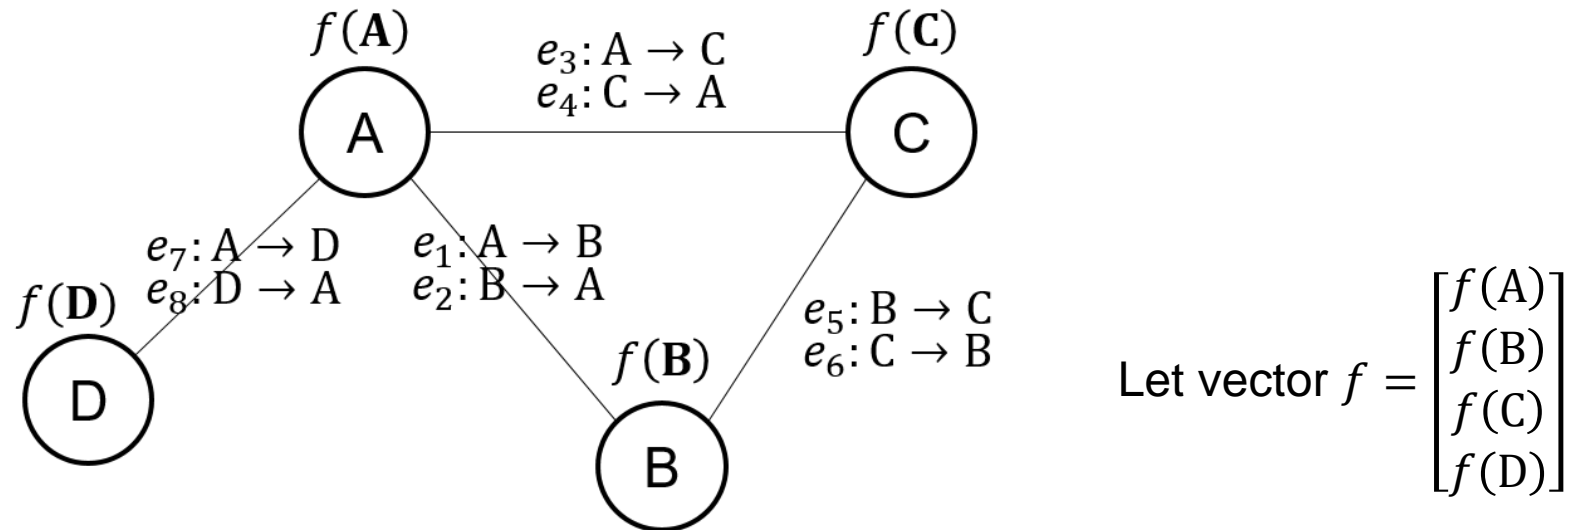 f(A)
f(C)
e₃: A → C
e₄: C → A
A
C
e₇: A → D
e₈: D → A
e₁: A → B
e₂: B → A
f(D)
e₅: B → C
e₆: C → B
f(B)
D
B
Let vector f =
f(A)
f(B)
f(C)
f(D)